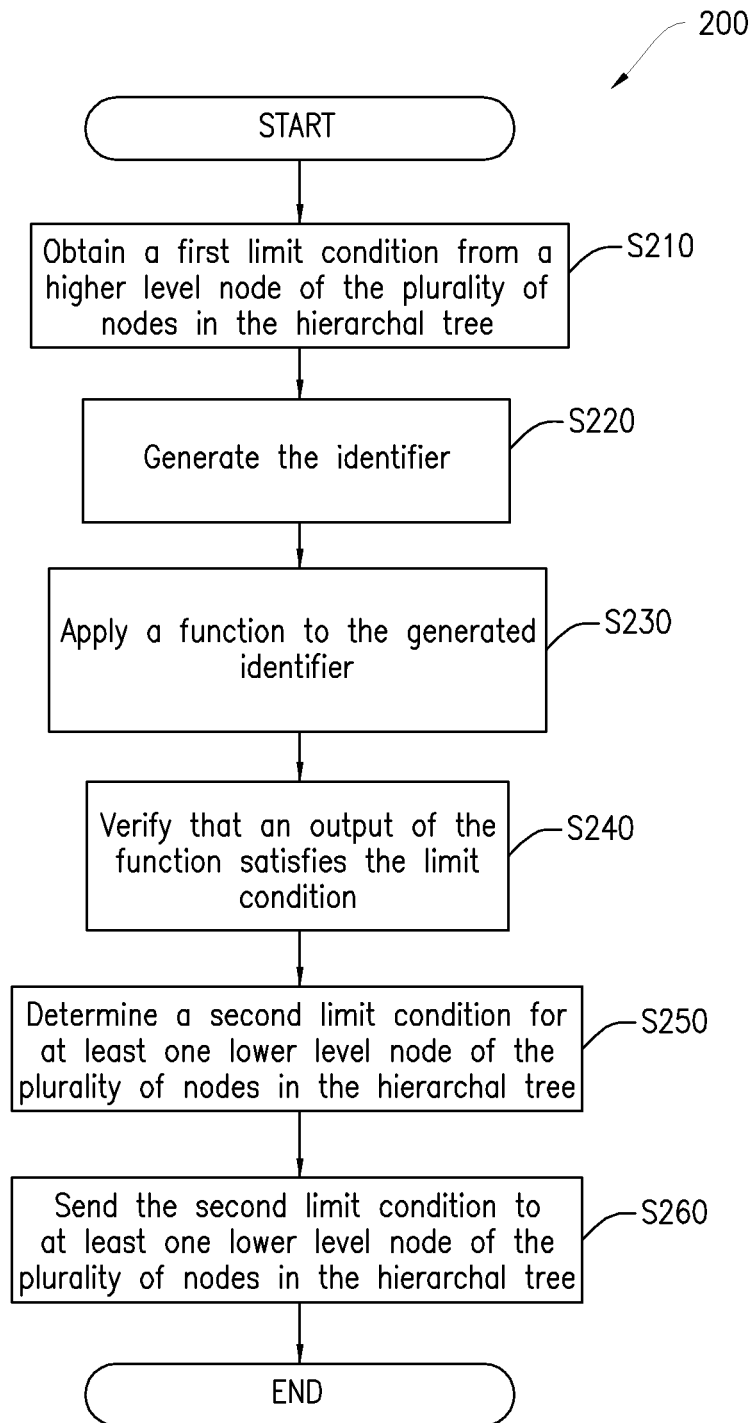 200
START
Obtain a first limit condition from a
higher level node of the plurality of
nodes in the hierarchal tree
S210
Generate the identifier
S220
Apply a function to the generated
identifier
S230
Verify that an output of the
function satisfies the limit
condition
S240
Determine a second limit condition for
at least one lower level node of the
plurality of nodes in the hierarchal tree
S250
Send the second limit condition to
at least one lower level node of the
plurality of nodes in the hierarchal tree
S260
END